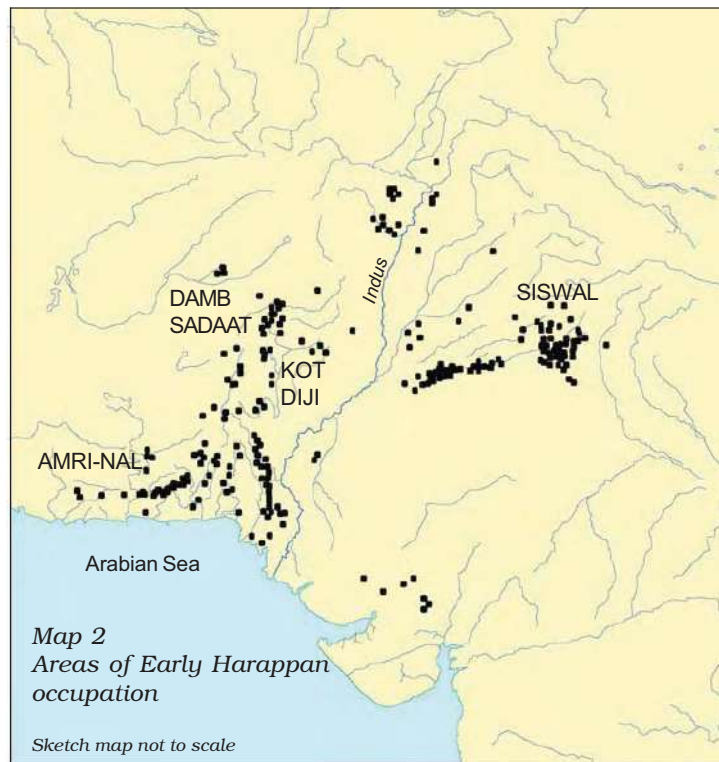 Indus
SISWAL
DAMB
SADAAT
KOT
DIJI
AMRI-NAL
Arabian Sea
Map 2
Areas of Early Harappan
occupation
Sketch map not to scale